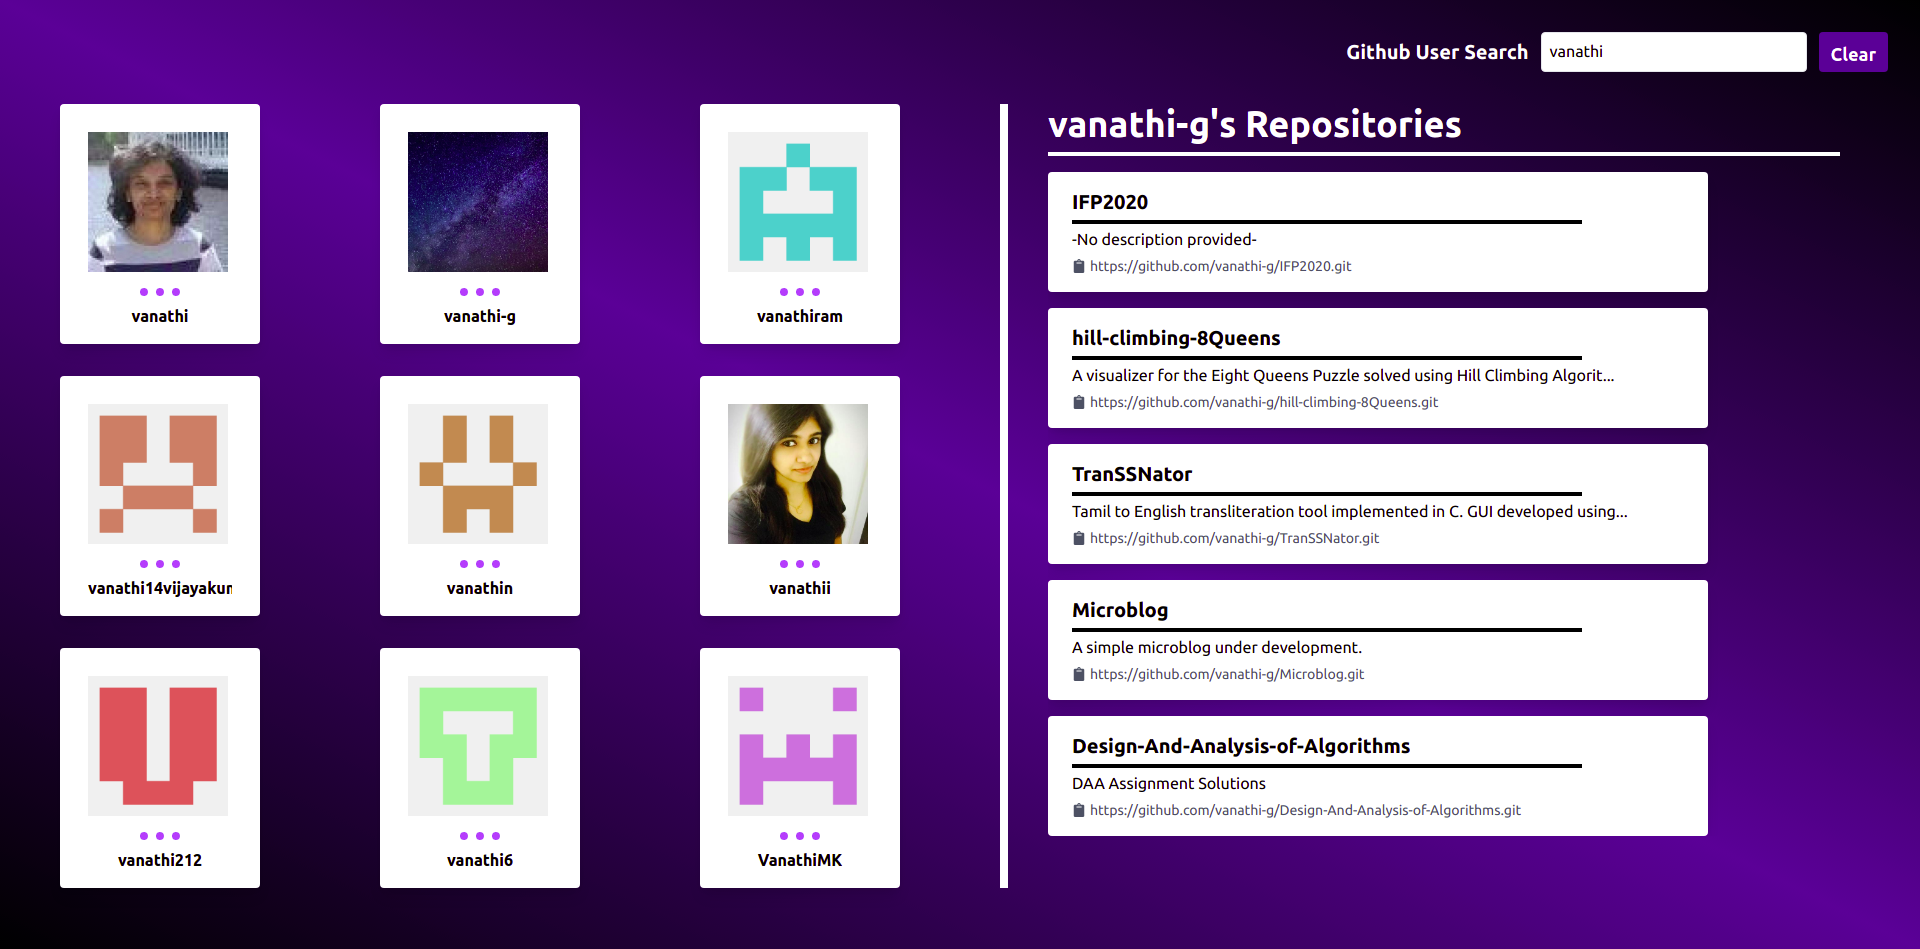 Github User Search
vanathi
Clear
vanathi
vanathi-g
vanathiram
vanathi14vijayakun
vanathin
vanathii
vanathi212
vanathi6
VanathiMK
vanathi-g's Repositories
IFP2020
-No description provided-
https://github.com/vanathi-g/IFP2020.git
hill-climbing-8Queens
A visualizer for the Eight Queens Puzzle solved using Hill Climbing Algorit...
https://github.com/vanathi-g/hill-climbing-8Queens.git
TranSSNator
Tamil to English transliteration tool implemented in C. GUI developed using...
https://github.com/vanathi-g/TranSSNator.git
Microblog
A simple microblog under development.
https://github.com/vanathi-g/Microblog.git
Design-And-Analysis-of-Algorithms
DAA Assignment Solutions
https://github.com/vanathi-g/Design-And-Analysis-of-Algorithms.git